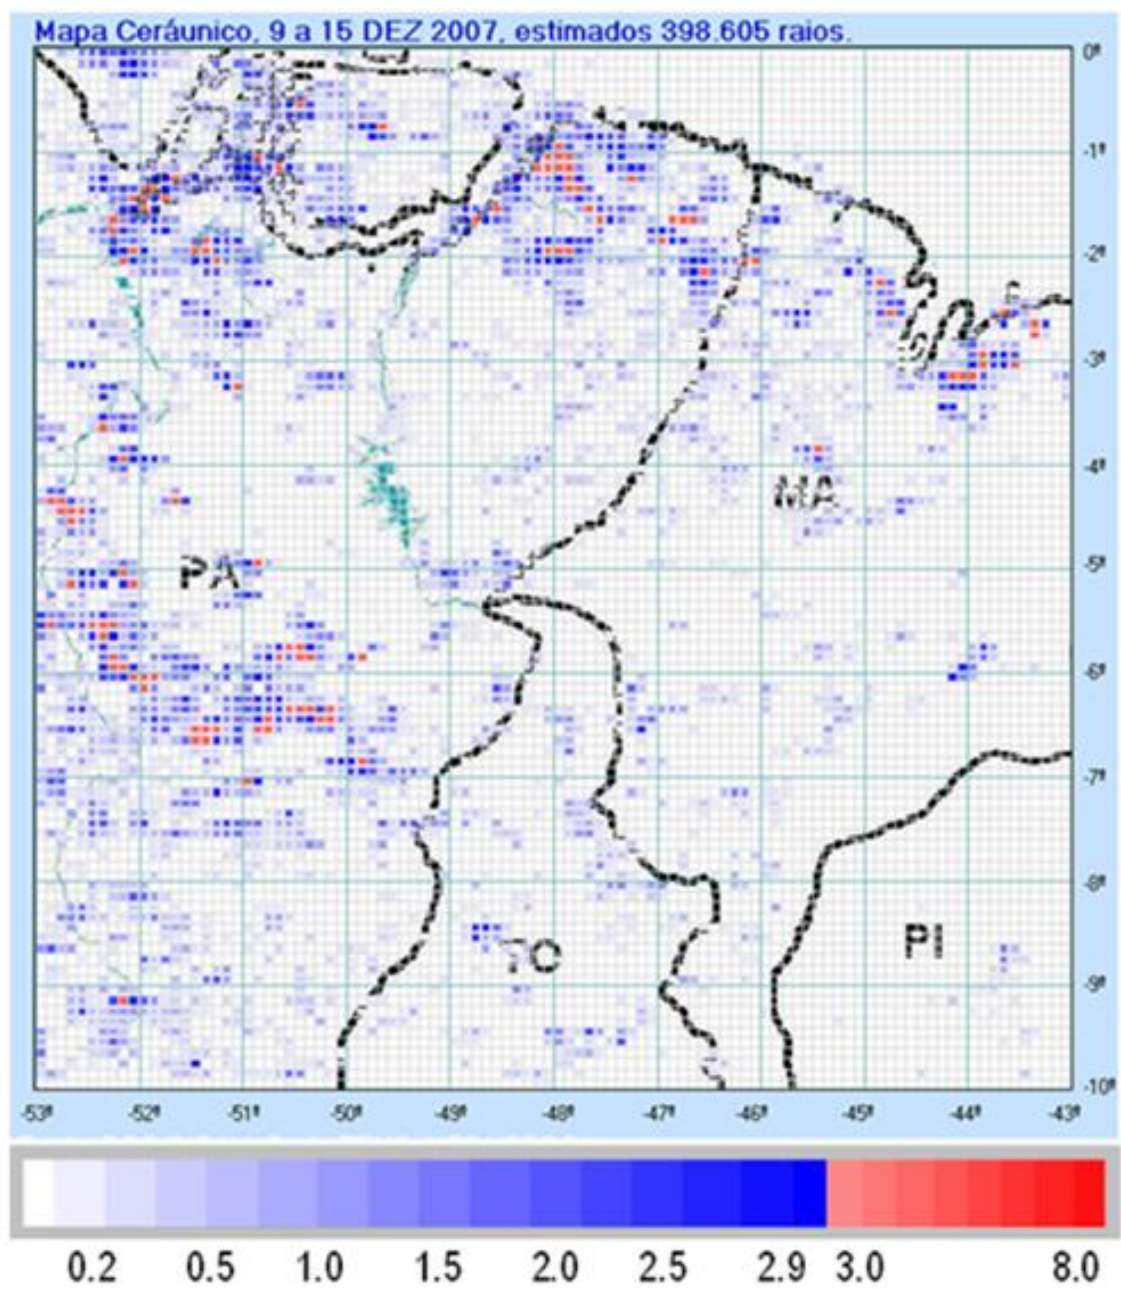 Mapa Ceráunico, 9 a 15 DEZ 2007, estimados 398.605 raios.
0º
-1º
-2º
-3º
MA
-4º
PA
-5º
-6º
-7º
-8º
TO
PI
-9º
-10º
-53º -52º -51º -50º -49º -48º -47º -46º -45º -44º -43º
0.2 0.5 1.0 1.5 2.0 2.5 2.9 3.0 8.0